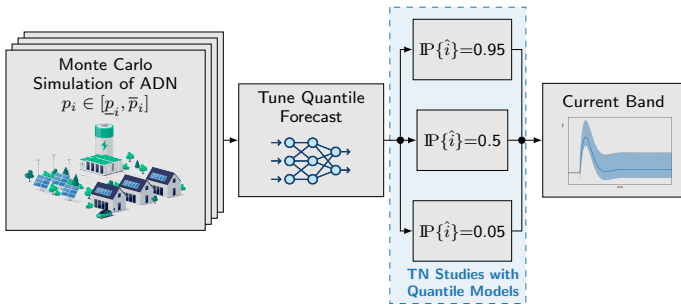 Monte Carlo
Simulation of ADN
p_i ∈ [p̲_i, p̅_i]
Tune Quantile
Forecast
ℙ{î}=0.95
ℙ{î}=0.5
ℙ{î}=0.05
TN Studies with
Quantile Models
Current Band
i
time